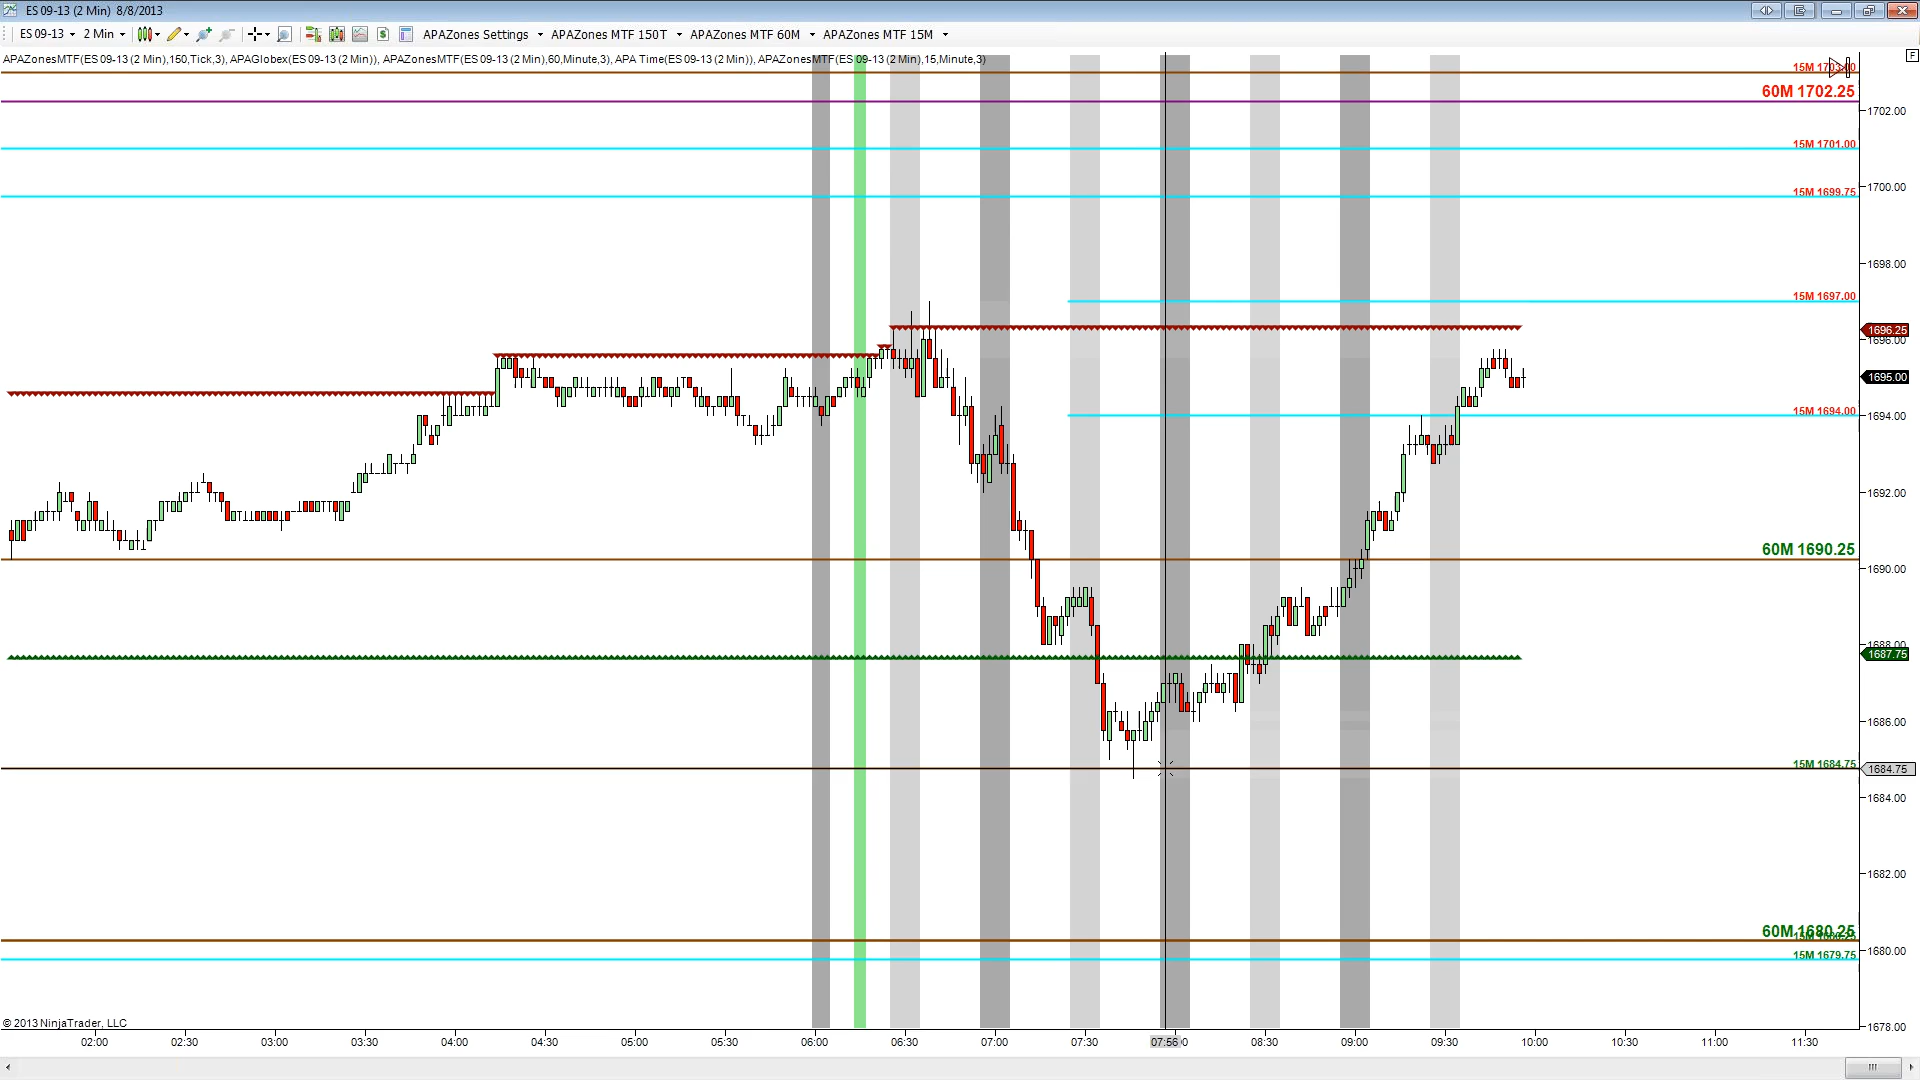 ES 09-13 (2 Min) 8/8/2013
ES 09-13 2 Min $ APAZones Settings APAZones MTF 150T APAZones MTF 60M APAZones MTF 15M
APAZonesMTF(ES 09-13 (2 Min),150,Tick,3), APAGlobex(ES 09-13 (2 Min)), APAZonesMTF(ES 09-13 (2 Min),60,Minute,3), APA Time(ES 09-13 (2 Min)), APAZonesMTF(ES 09-13 (2 Min),15,Minute,3)
F
15M 1703.00
60M 1702.25
1702.00
15M 1701.00
1700.00
15M 1699.75
1698.00
15M 1697.00
1696.25
1696.00
1695.00
15M 1694.00
1694.00
1692.00
60M 1690.25
1690.00
1688.00
1687.75
1686.00
15M 1684.75
1684.75
1684.00
1682.00
60M 1680.25
1680.00
15M 1679.75
1678.00
© 2013 NinjaTrader, LLC
02:00 02:30 03:00 03:30 04:00 04:30 05:00 05:30 06:00 06:30 07:00 07:30 07:56 08:30 09:00 09:30 10:00 10:30 11:00 11:30